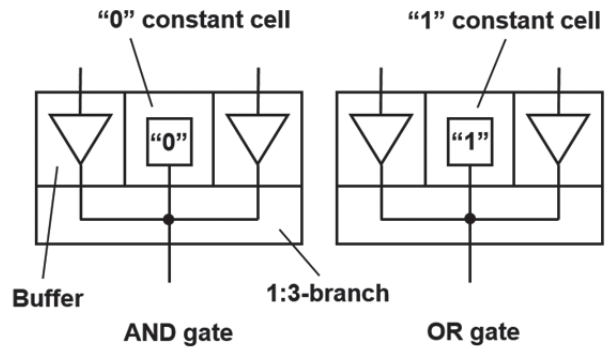 “0” constant cell
“1” constant cell
“0”
“1”
Buffer
1:3-branch
AND gate
OR gate